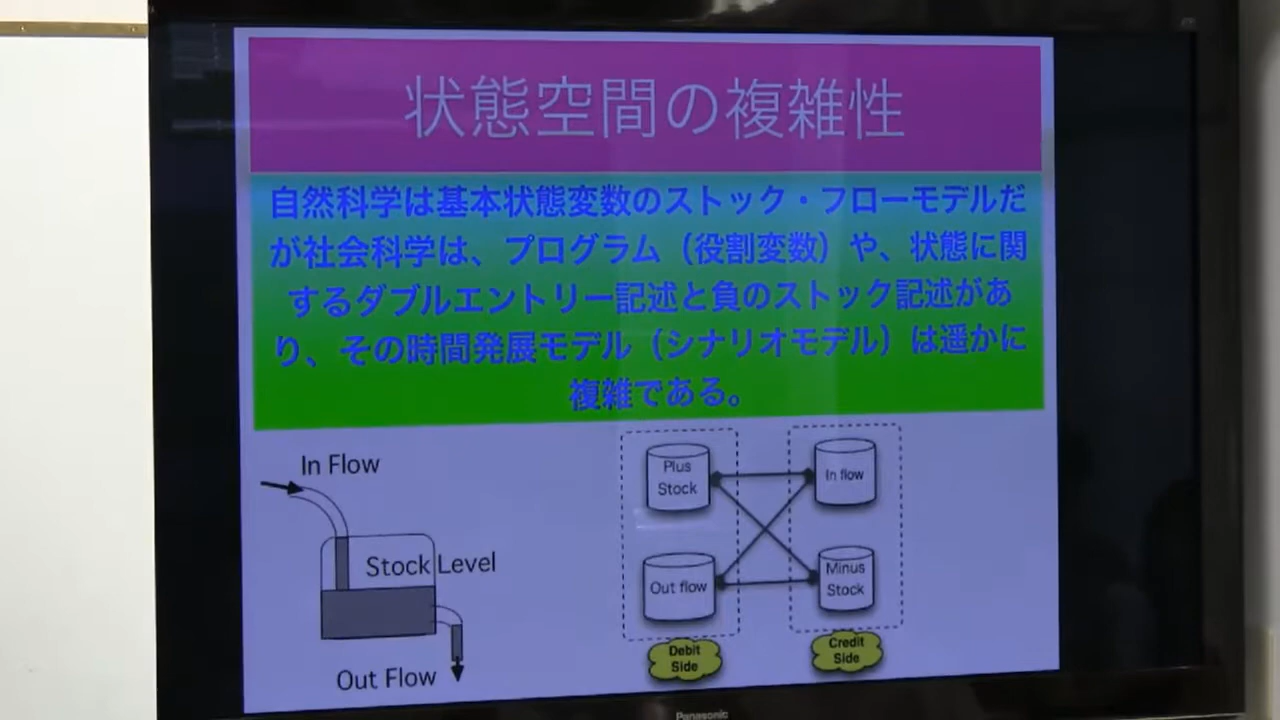 状態空間の複雑性
自然科学は基本状態変数のストック・フローモデルだ
が社会科学は、プログラム（役割変数）や、状態に関
するダブルエントリー記述と負のストック記述があ
り、その時間発展モデル（シナリオモデル）は遥かに
複雑である。
In Flow
Stock Level
Out Flow
Plus
Stock
In flow
Out flow
Minus
Stock
Debit
Side
Credit
Side
Panasonic